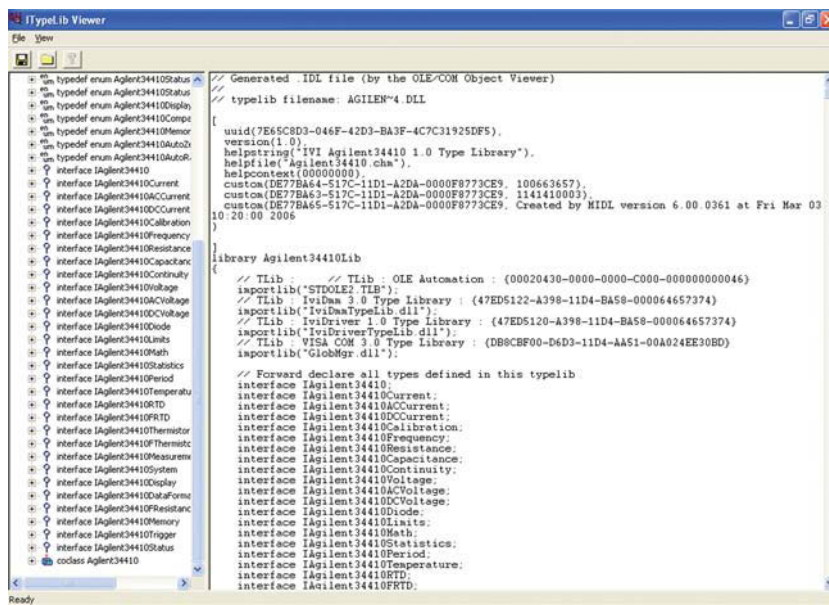 ITypeLib Viewer
File View
typedef enum Agilent34410Status
typedef enum Agilent34410Status
typedef enum Agilent34410Display
typedef enum Agilent34410Compa
typedef enum Agilent34410Memor
typedef enum Agilent34410AutoZe
typedef enum Agilent34410AutoR
interface IAgilent34410
interface IAgilent34410Current
interface IAgilent34410ACCurrent
interface IAgilent34410DCCurrent
interface IAgilent34410Calibration
interface IAgilent34410Frequency
interface IAgilent34410Resistance
interface IAgilent34410Capacitanc
interface IAgilent34410Continuity
interface IAgilent34410Voltage
interface IAgilent34410ACVoltage
interface IAgilent34410DCVoltage
interface IAgilent34410Diode
interface IAgilent34410Limits
interface IAgilent34410Math
interface IAgilent34410Statistics
interface IAgilent34410Period
interface IAgilent34410Temperatu
interface IAgilent34410RTD
interface IAgilent34410FRTD
interface IAgilent34410Thermistor
interface IAgilent34410FThermistc
interface IAgilent34410Measureme
interface IAgilent34410System
interface IAgilent34410Display
interface IAgilent34410DataForma
interface IAgilent34410FResistanc
interface IAgilent34410Memory
interface IAgilent34410Trigger
interface IAgilent34410Status
coclass Agilent34410
// Generated .IDL file (by the OLE/COM Object Viewer)
//
// typelib filename: AGILEN~4.DLL
[
uuid(7E65C8D3-046F-42D3-BA3F-4C7C31925DF5),
version(1.0),
helpstring("IVI Agilent34410 1.0 Type Library"),
helpfile("Agilent34410.chm"),
helpcontext(00000000),
custom(DE77BA64-517C-11D1-A2DA-0000F8773CE9, 100663657),
custom(DE77BA63-517C-11D1-A2DA-0000F8773CE9, 1141410003),
custom(DE77BA65-517C-11D1-A2DA-0000F8773CE9, Created by MIDL version 6.00.0361 at Fri Mar 03
10:20:00 2006
)
]
library Agilent34410Lib
{
// TLib : // TLib : OLE Automation : {00020430-0000-0000-C000-000000000046}
importlib("STDOLE2.TLB");
// TLib : IviDmm 3.0 Type Library : {47ED5122-A398-11D4-BA58-000064657374}
importlib("IviDmmTypeLib.dll");
// TLib : IviDriver 1.0 Type Library : {47ED5120-A398-11D4-BA58-000064657374}
importlib("IviDriverTypeLib.dll");
// TLib : VISA COM 3.0 Type Library : {DB8CBF00-D6D3-11D4-AA51-00A024EE30BD}
importlib("GlobMgr.dll");
// Forward declare all types defined in this typelib
interface IAgilent34410;
interface IAgilent34410Current;
interface IAgilent34410ACCurrent;
interface IAgilent34410DCCurrent;
interface IAgilent34410Calibration;
interface IAgilent34410Frequency;
interface IAgilent34410Resistance;
interface IAgilent34410Capacitance;
interface IAgilent34410Continuity;
interface IAgilent34410Voltage;
interface IAgilent34410ACVoltage;
interface IAgilent34410DCVoltage;
interface IAgilent34410Diode;
interface IAgilent34410Limits;
interface IAgilent34410Math;
interface IAgilent34410Statistics;
interface IAgilent34410Period;
interface IAgilent34410Temperature;
interface IAgilent34410RTD;
interface IAgilent34410FRTD;
Ready